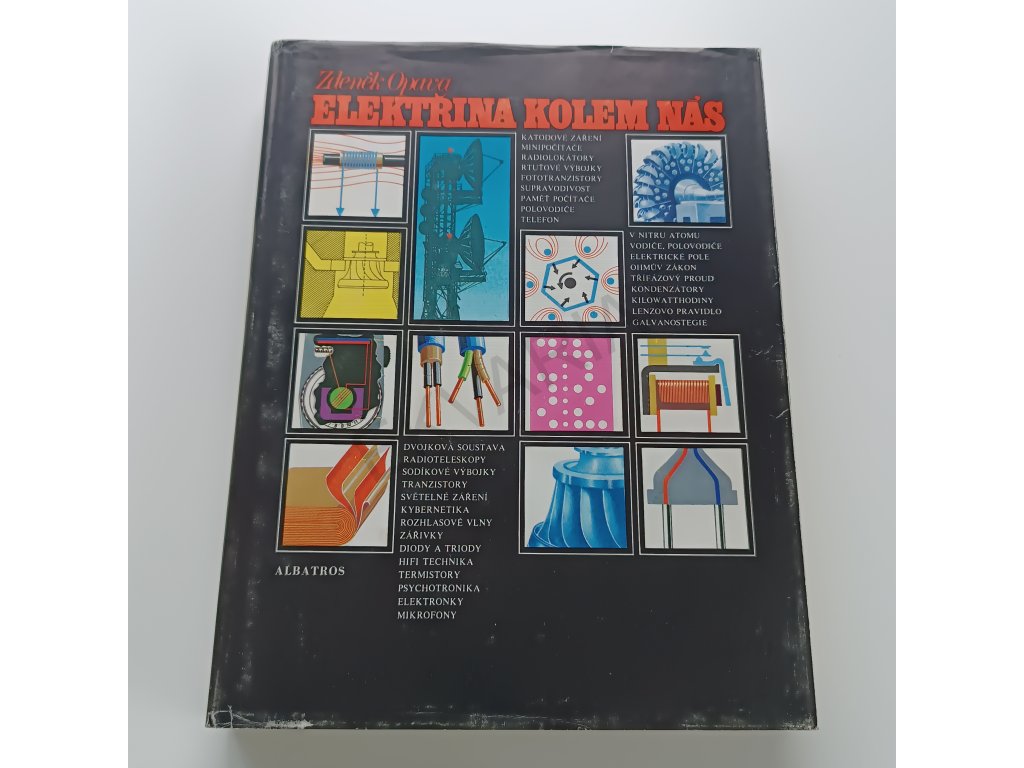 Zdeněk Opava
ELEKTŘINA KOLEM NÁS
KATODOVÉ ZÁŘENÍ
MINIPOČÍTAČE
RADIOLOKÁTORY
RTUŤOVÉ VÝBOJKY
FOTOTRANZISTORY
SUPRAVODIVOST
PAMĚŤ POČÍTAČE
POLOVODIČE
TELEFON
V NITRU ATOMU
VODIČE, POLOVODIČE
ELEKTRICKÉ POLE
OHMŮV ZÁKON
TŘÍFÁZOVÝ PROUD
KONDENZÁTORY
KILOWATTHODINY
LENZOVO PRAVIDLO
GALVANOSTEGIE
DVOJKOVÁ SOUSTAVA
RADIOTELESKOPY
SODÍKOVÉ VÝBOJKY
TRANZISTORY
SVĚTELNÉ ZÁŘENÍ
KYBERNETIKA
ROZHLASOVÉ VLNY
ZÁŘIVKY
DIODY A TRIODY
HIFI TECHNIKA
TERMISTORY
PSYCHOTRONIKA
ELEKTRONKY
MIKROFONY
ALBATROS